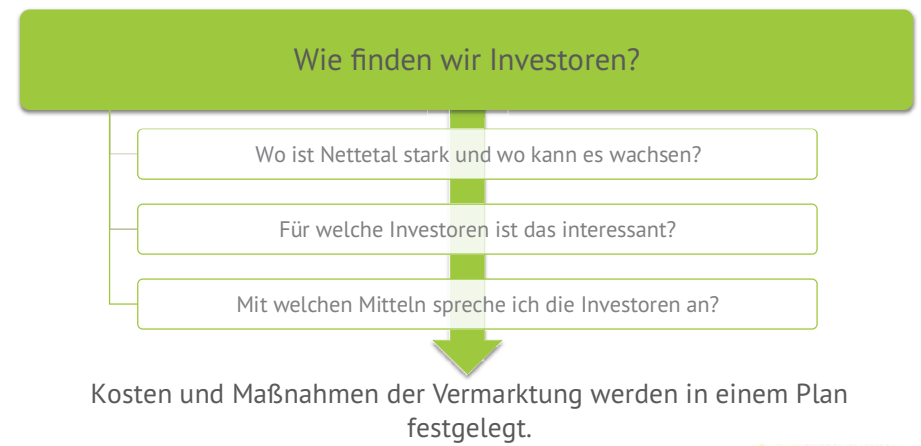 Wie finden wir Investoren?
Wo ist Nettetal stark und wo kann es wachsen?
Für welche Investoren ist das interessant?
Mit welchen Mitteln spreche ich die Investoren an?
Kosten und Maßnahmen der Vermarktung werden in einem Plan
festgelegt.